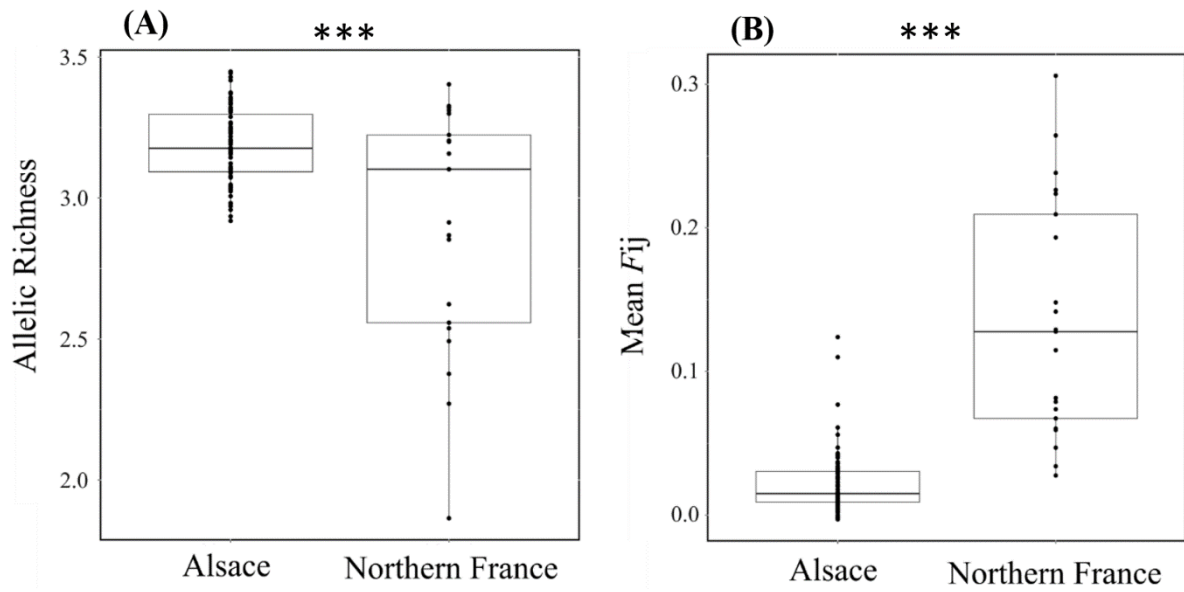 (A)
***
Allelic Richness
3.5
3.0
2.5
2.0
Alsace
Northern France
(B)
***
Mean Fij
0.3
0.2
0.1
0.0
Alsace
Northern France